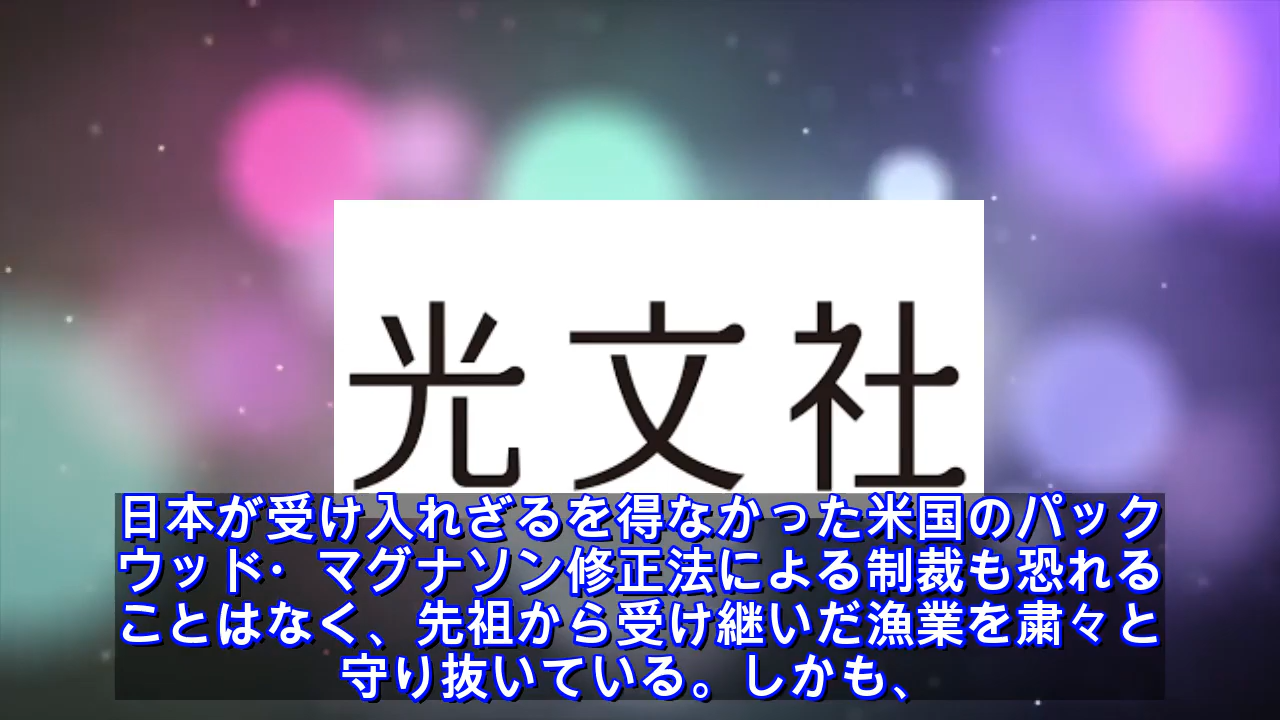 光文社
日本が受け入れざるを得なかった米国のパック
ウッド・マグナソン修正法による制裁も恐れる
ことはなく、先祖から受け継いだ漁業を粛々と
守り抜いている。しかも、